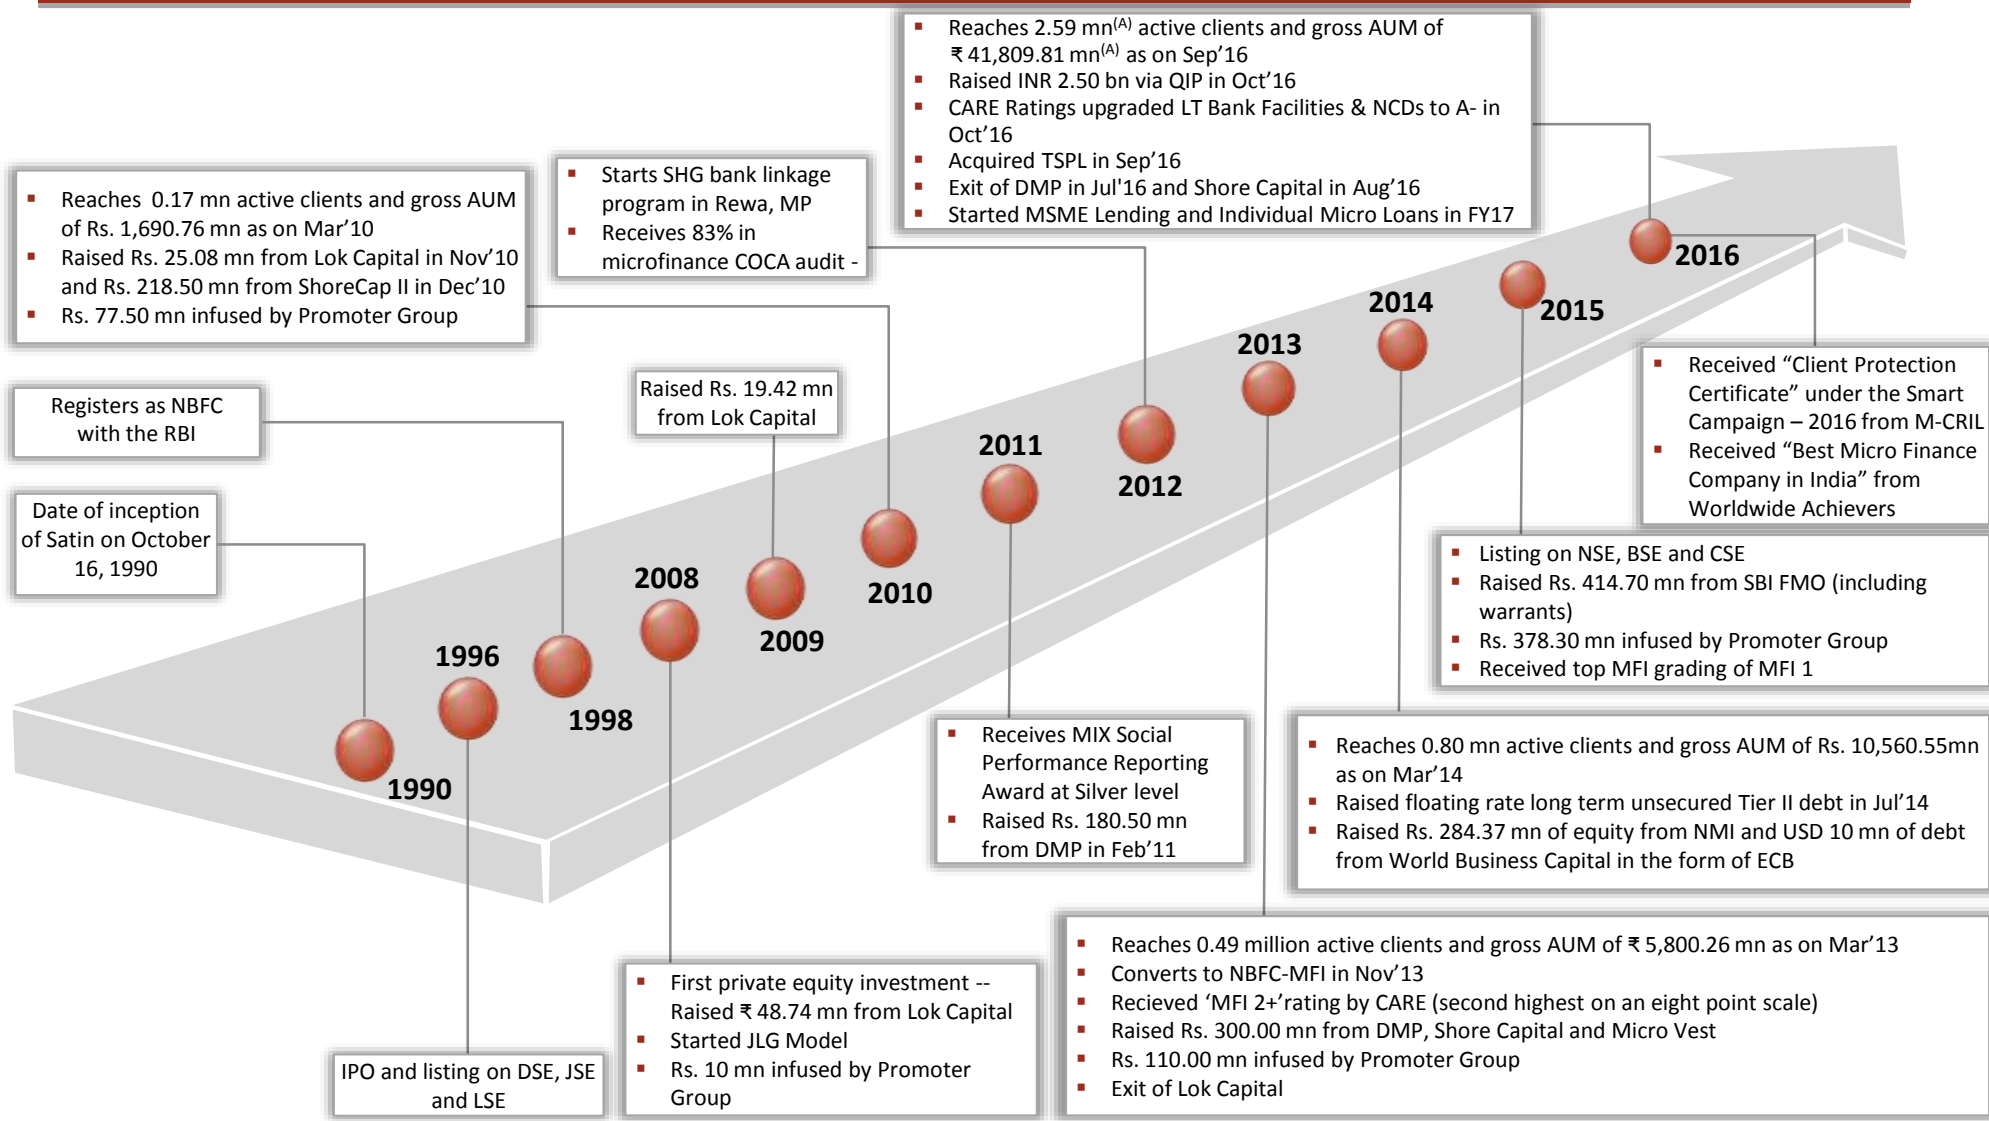 ▪ Reaches 2.59 mn(A) active clients and gross AUM of
₹ 41,809.81 mn(A) as on Sep’16
▪ Raised INR 2.50 bn via QIP in Oct’16
▪ CARE Ratings upgraded LT Bank Facilities & NCDs to A- in
Oct’16
▪ Acquired TSPL in Sep’16
▪ Exit of DMP in Jul'16 and Shore Capital in Aug’16
▪ Started MSME Lending and Individual Micro Loans in FY17
▪ Starts SHG bank linkage
program in Rewa, MP
▪ Receives 83% in
microfinance COCA audit -
▪ Reaches 0.17 mn active clients and gross AUM
of Rs. 1,690.76 mn as on Mar’10
▪ Raised Rs. 25.08 mn from Lok Capital in Nov’10
and Rs. 218.50 mn from ShoreCap II in Dec’10
▪ Rs. 77.50 mn infused by Promoter Group
Registers as NBFC
with the RBI
Raised Rs. 19.42 mn
from Lok Capital
Date of inception
of Satin on October
16, 1990
1990
1996
1998
2008
2009
2010
2011
2012
2013
2014
2015
2016
▪ Received “Client Protection
Certificate” under the Smart
Campaign – 2016 from M-CRIL
▪ Received “Best Micro Finance
Company in India” from
Worldwide Achievers
▪ Listing on NSE, BSE and CSE
▪ Raised Rs. 414.70 mn from SBI FMO (including
warrants)
▪ Rs. 378.30 mn infused by Promoter Group
▪ Received top MFI grading of MFI 1
▪ Receives MIX Social
Performance Reporting
Award at Silver level
▪ Raised Rs. 180.50 mn
from DMP in Feb’11
▪ Reaches 0.80 mn active clients and gross AUM of Rs. 10,560.55mn
as on Mar’14
▪ Raised floating rate long term unsecured Tier II debt in Jul’14
▪ Raised Rs. 284.37 mn of equity from NMI and USD 10 mn of debt
from World Business Capital in the form of ECB
▪ Reaches 0.49 million active clients and gross AUM of ₹ 5,800.26 mn as on Mar’13
▪ Converts to NBFC-MFI in Nov’13
▪ Recieved ‘MFI 2+’rating by CARE (second highest on an eight point scale)
▪ Raised Rs. 300.00 mn from DMP, Shore Capital and Micro Vest
▪ Rs. 110.00 mn infused by Promoter Group
▪ Exit of Lok Capital
▪ First private equity investment --
Raised ₹ 48.74 mn from Lok Capital
▪ Started JLG Model
▪ Rs. 10 mn infused by Promoter
Group
IPO and listing on DSE, JSE
and LSE